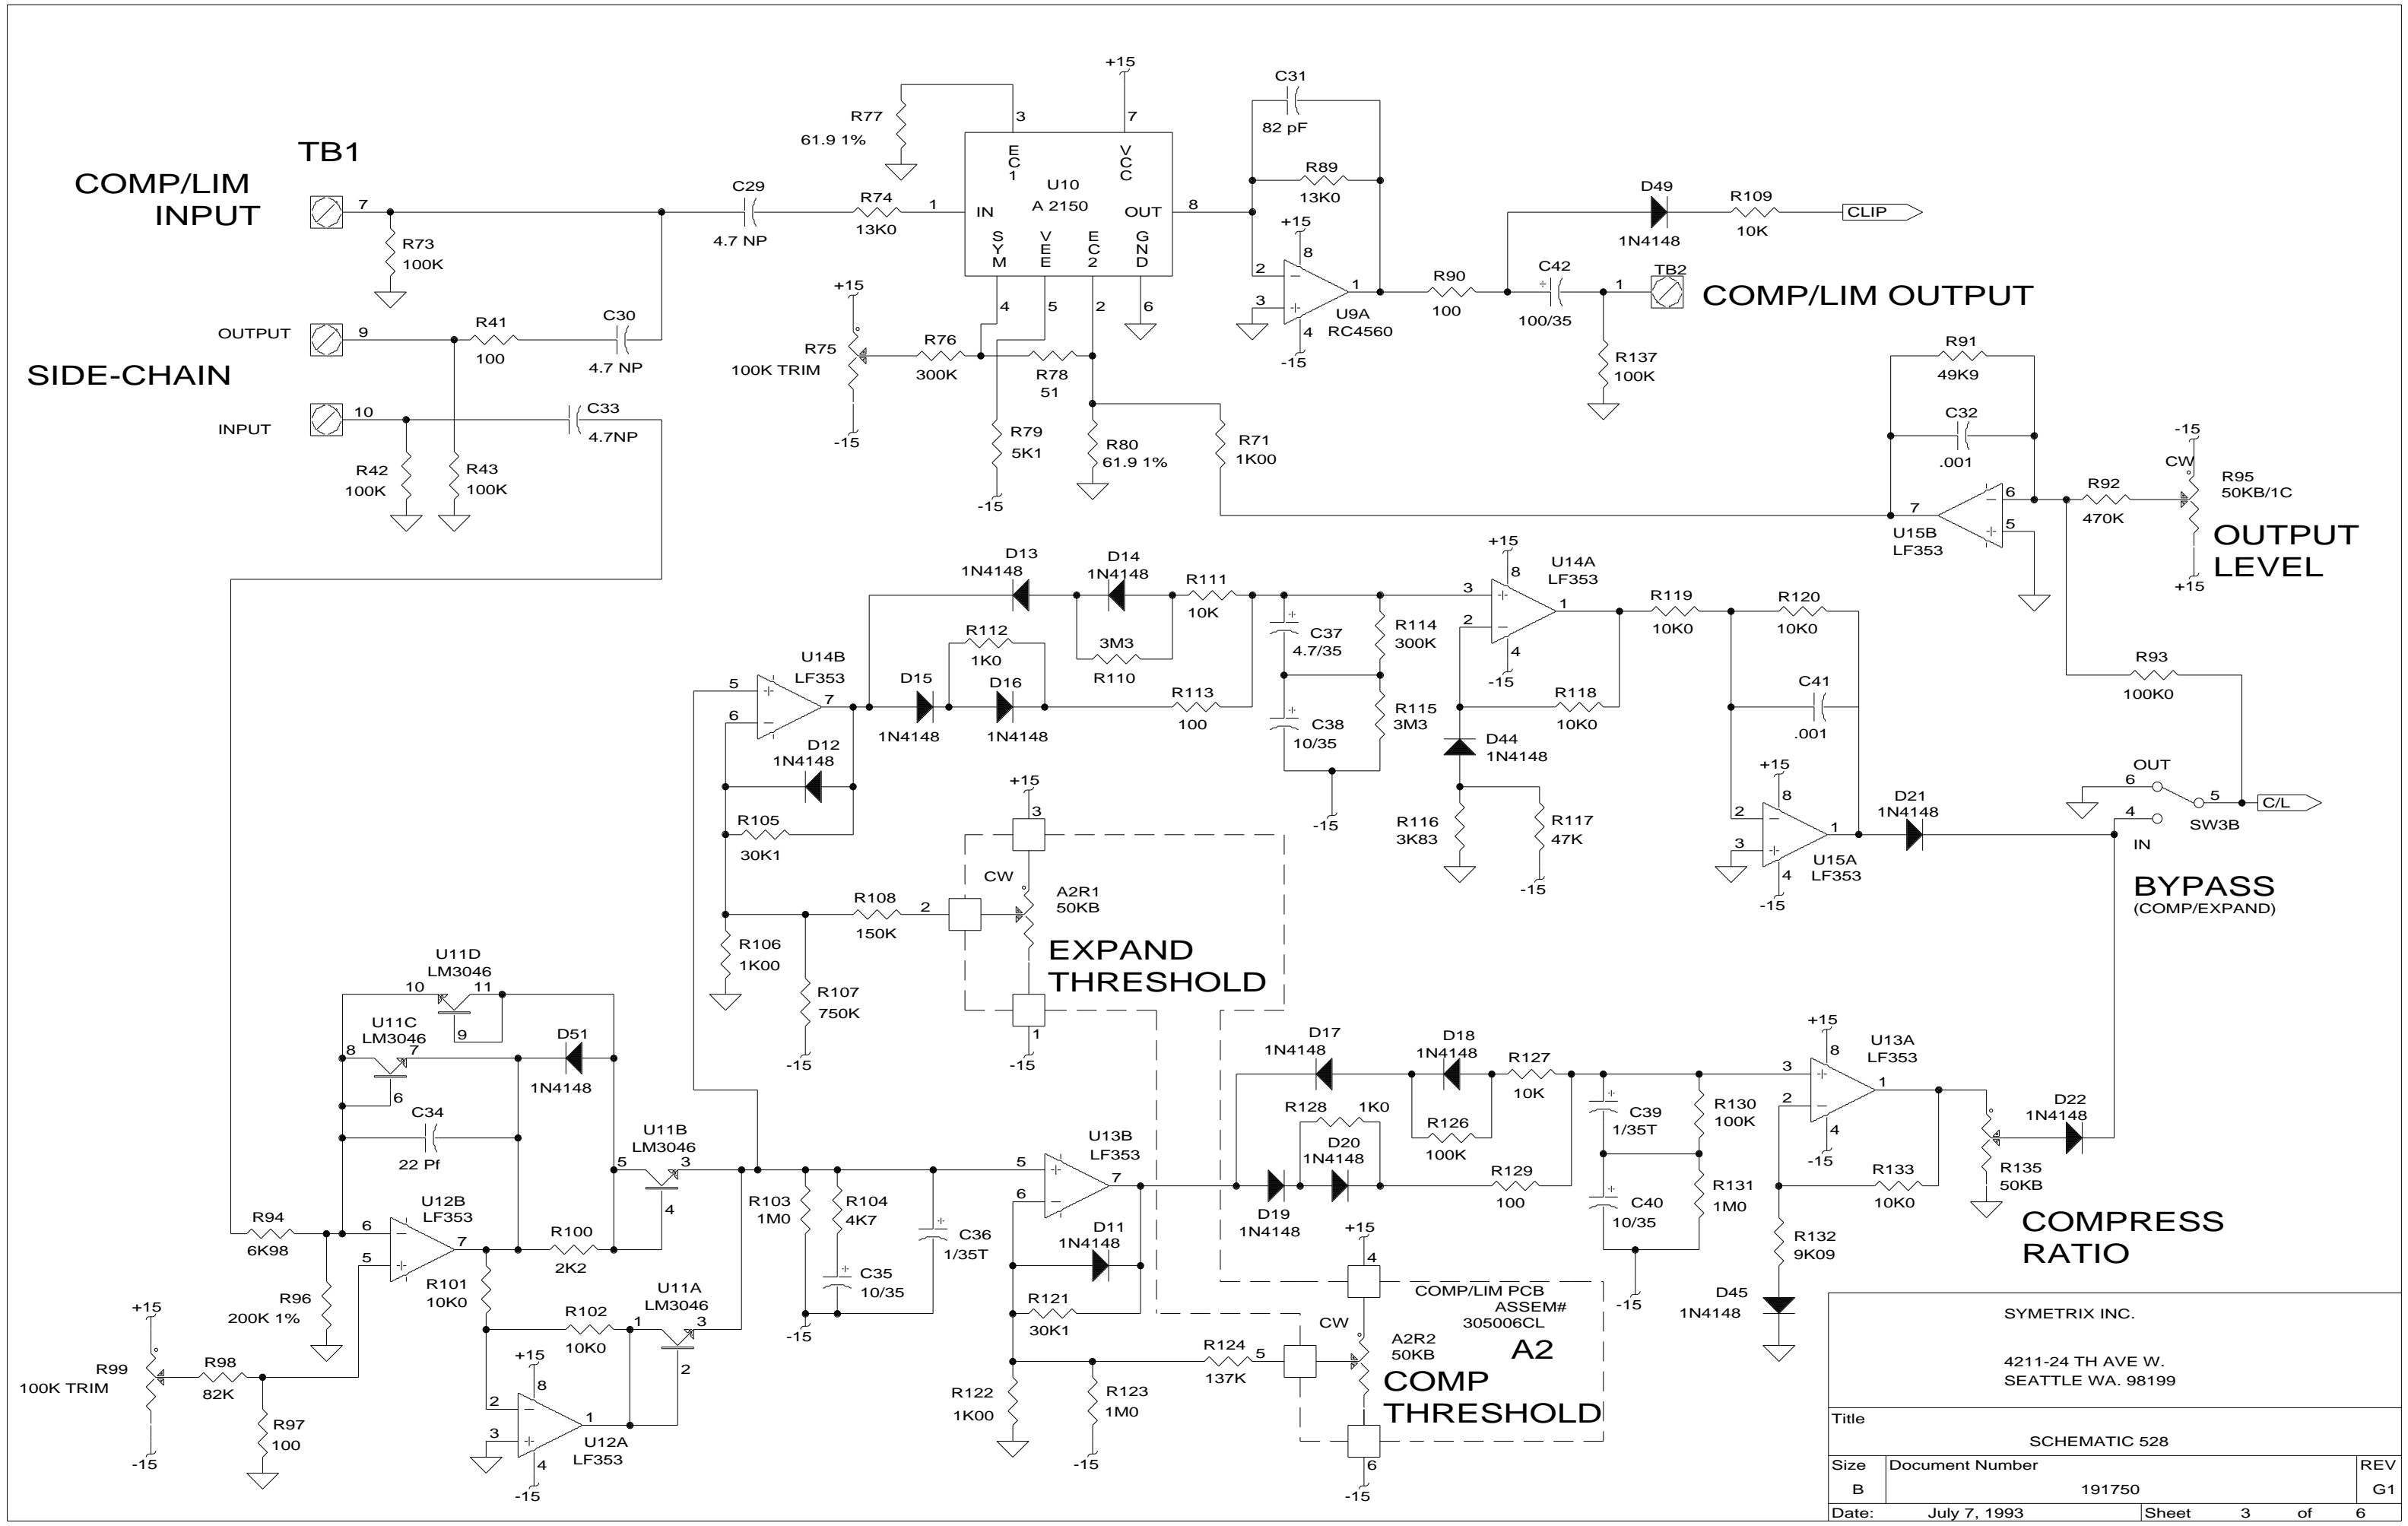 +15
C31
82 pF
R77
61.9 1%
3
7
TB1
COMP/LIM
INPUT
7
R73
100K
C29
4.7 NP
R74
13K0
1
EC1
VCC
U10
A 2150
IN
OUT
SYM
VEE
EC2
GND
8
4
5
2
6
R89
13K0
+15
8
2
3
1
4
-15
U9A
RC4560
R90
100
D49
1N4148
R109
10K
CLIP
C42
100/35
1
TB2
COMP/LIM OUTPUT
R137
100K
OUTPUT
9
R41
100
C30
4.7 NP
SIDE-CHAIN
INPUT
10
C33
4.7NP
R42
100K
R43
100K
+15
R75
100K TRIM
-15
R76
300K
R78
51
R79
5K1
-15
R80
61.9 1%
R71
1K00
R91
49K9
C32
.001
7
6
5
U15B
LF353
R92
470K
-15
CW
R95
50KB/1C
OUTPUT
LEVEL
+15
D13
1N4148
D14
1N4148
R111
10K
R112
1K0
3M3
R110
U14B
LF353
5
6
7
D15
1N4148
D16
1N4148
R113
100
D12
1N4148
R105
30K1
C37
4.7/35
R114
300K
C38
10/35
R115
3M3
-15
+15
8
U14A
LF353
3
2
1
4
-15
R118
10K0
D44
1N4148
R116
3K83
R117
47K
-15
R119
10K0
R120
10K0
C41
.001
+15
8
2
3
1
4
-15
U15A
LF353
D21
1N4148
R93
100K0
OUT
6
5
4
C/L
SW3B
IN
BYPASS
(COMP/EXPAND)
+15
3
CW
A2R1
50KB
R108
150K
2
EXPAND
THRESHOLD
1
-15
R106
1K00
R107
750K
-15
U11D
LM3046
10
11
9
U11C
LM3046
8
7
6
D51
1N4148
C34
22 Pf
U11B
LM3046
5
3
4
U12B
LF353
R94
6K98
6
5
7
R100
2K2
R96
200K 1%
R101
10K0
R102
10K0
U11A
LM3046
1
3
2
+15
R99
100K TRIM
-15
R98
82K
R97
100
+15
8
2
3
1
4
-15
U12A
LF353
R103
1M0
R104
4K7
C35
10/35
C36
1/35T
-15
U13B
LF353
5
6
7
D11
1N4148
R121
30K1
R122
1K00
R123
1M0
-15
R124
137K
5
+15
4
CW
A2R2
50KB
COMP
THRESHOLD
6
-15
COMP/LIM PCB
ASSEM#
305006CL
A2
D17
1N4148
D18
1N4148
R127
10K
R128
1K0
R126
100K
D20
1N4148
D19
1N4148
R129
100
C39
1/35T
R130
100K
C40
10/35
R131
1M0
-15
+15
8
U13A
LF353
3
2
1
4
-15
R133
10K0
R132
9K09
D45
1N4148
R135
50KB
D22
1N4148
COMPRESS
RATIO
SYMETRIX INC.
4211-24 TH AVE W.
SEATTLE WA. 98199
Title
SCHEMATIC 528
Size
B
Document Number
191750
REV
G1
Date:
July 7, 1993
Sheet
3
of
6